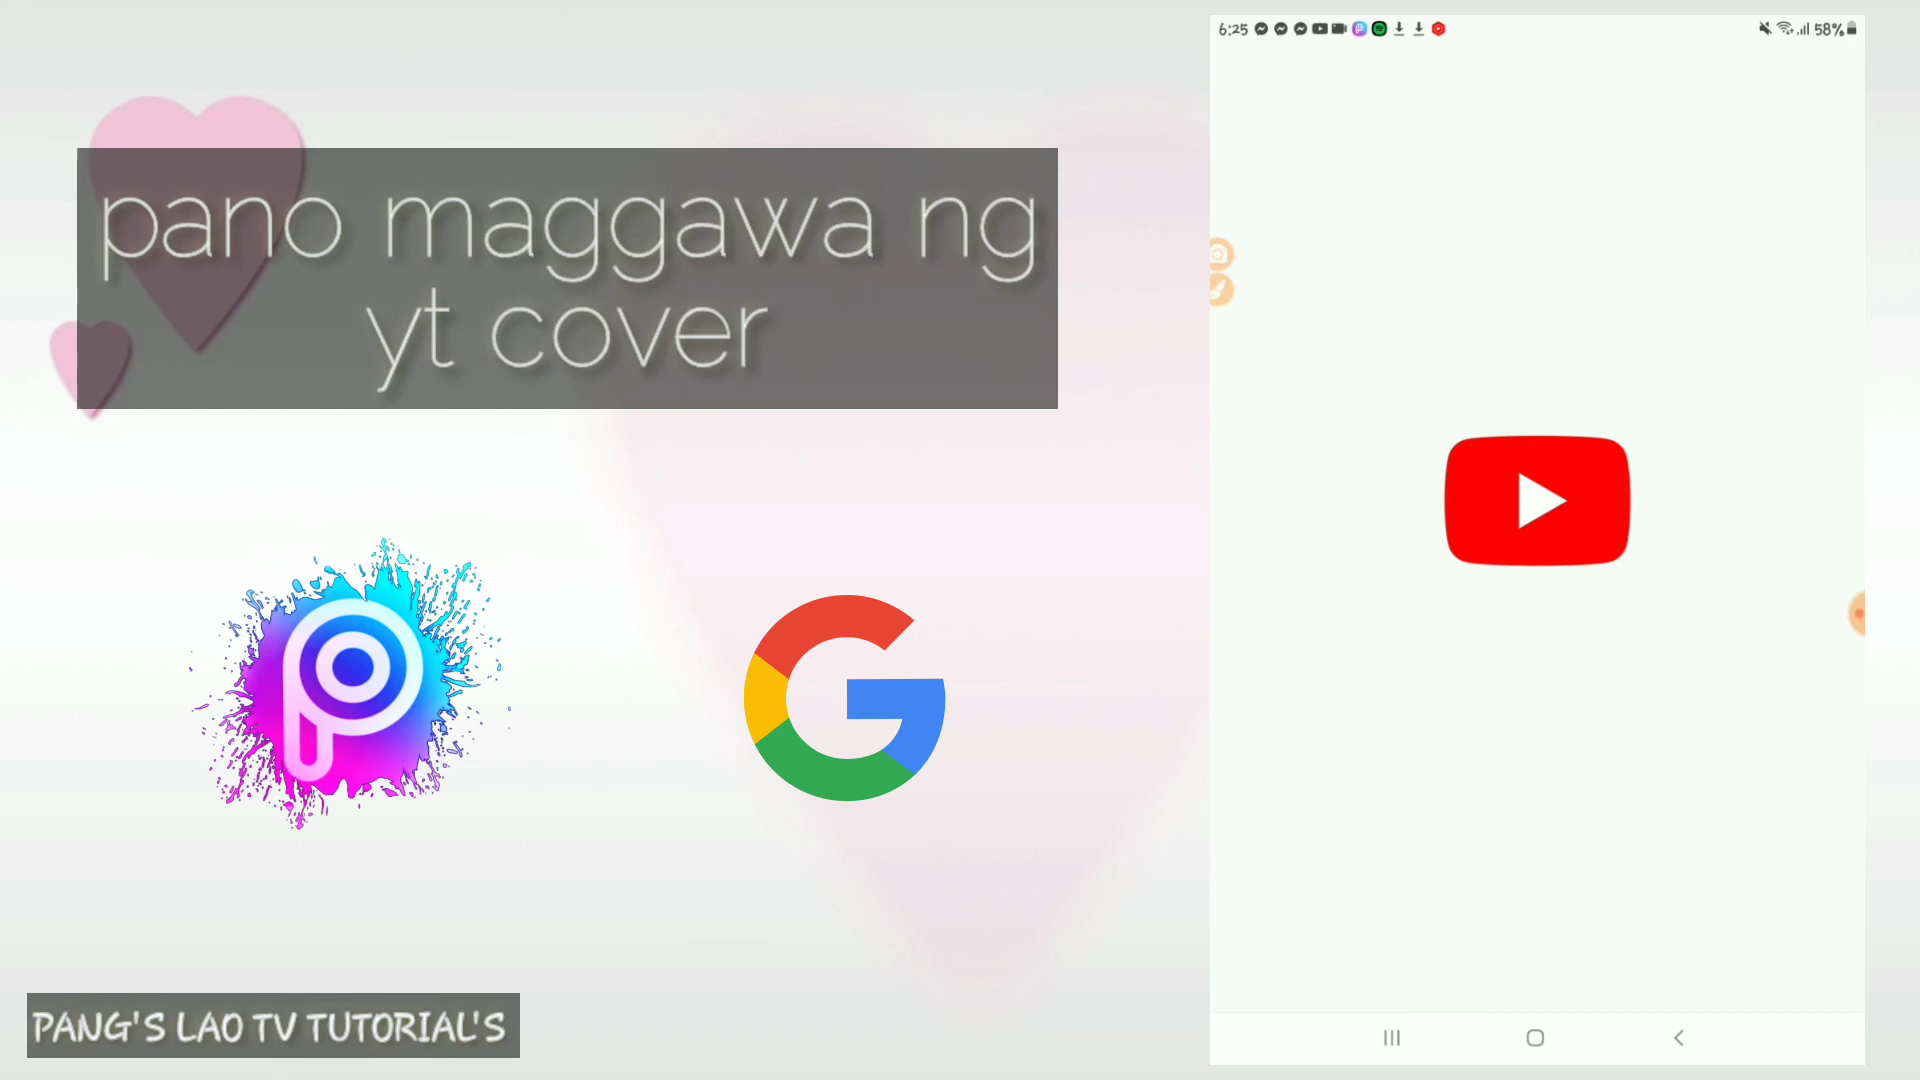 pano maggawa ng
yt cover
PANG'S LAO TV TUTORIAL'S
6:25
58%